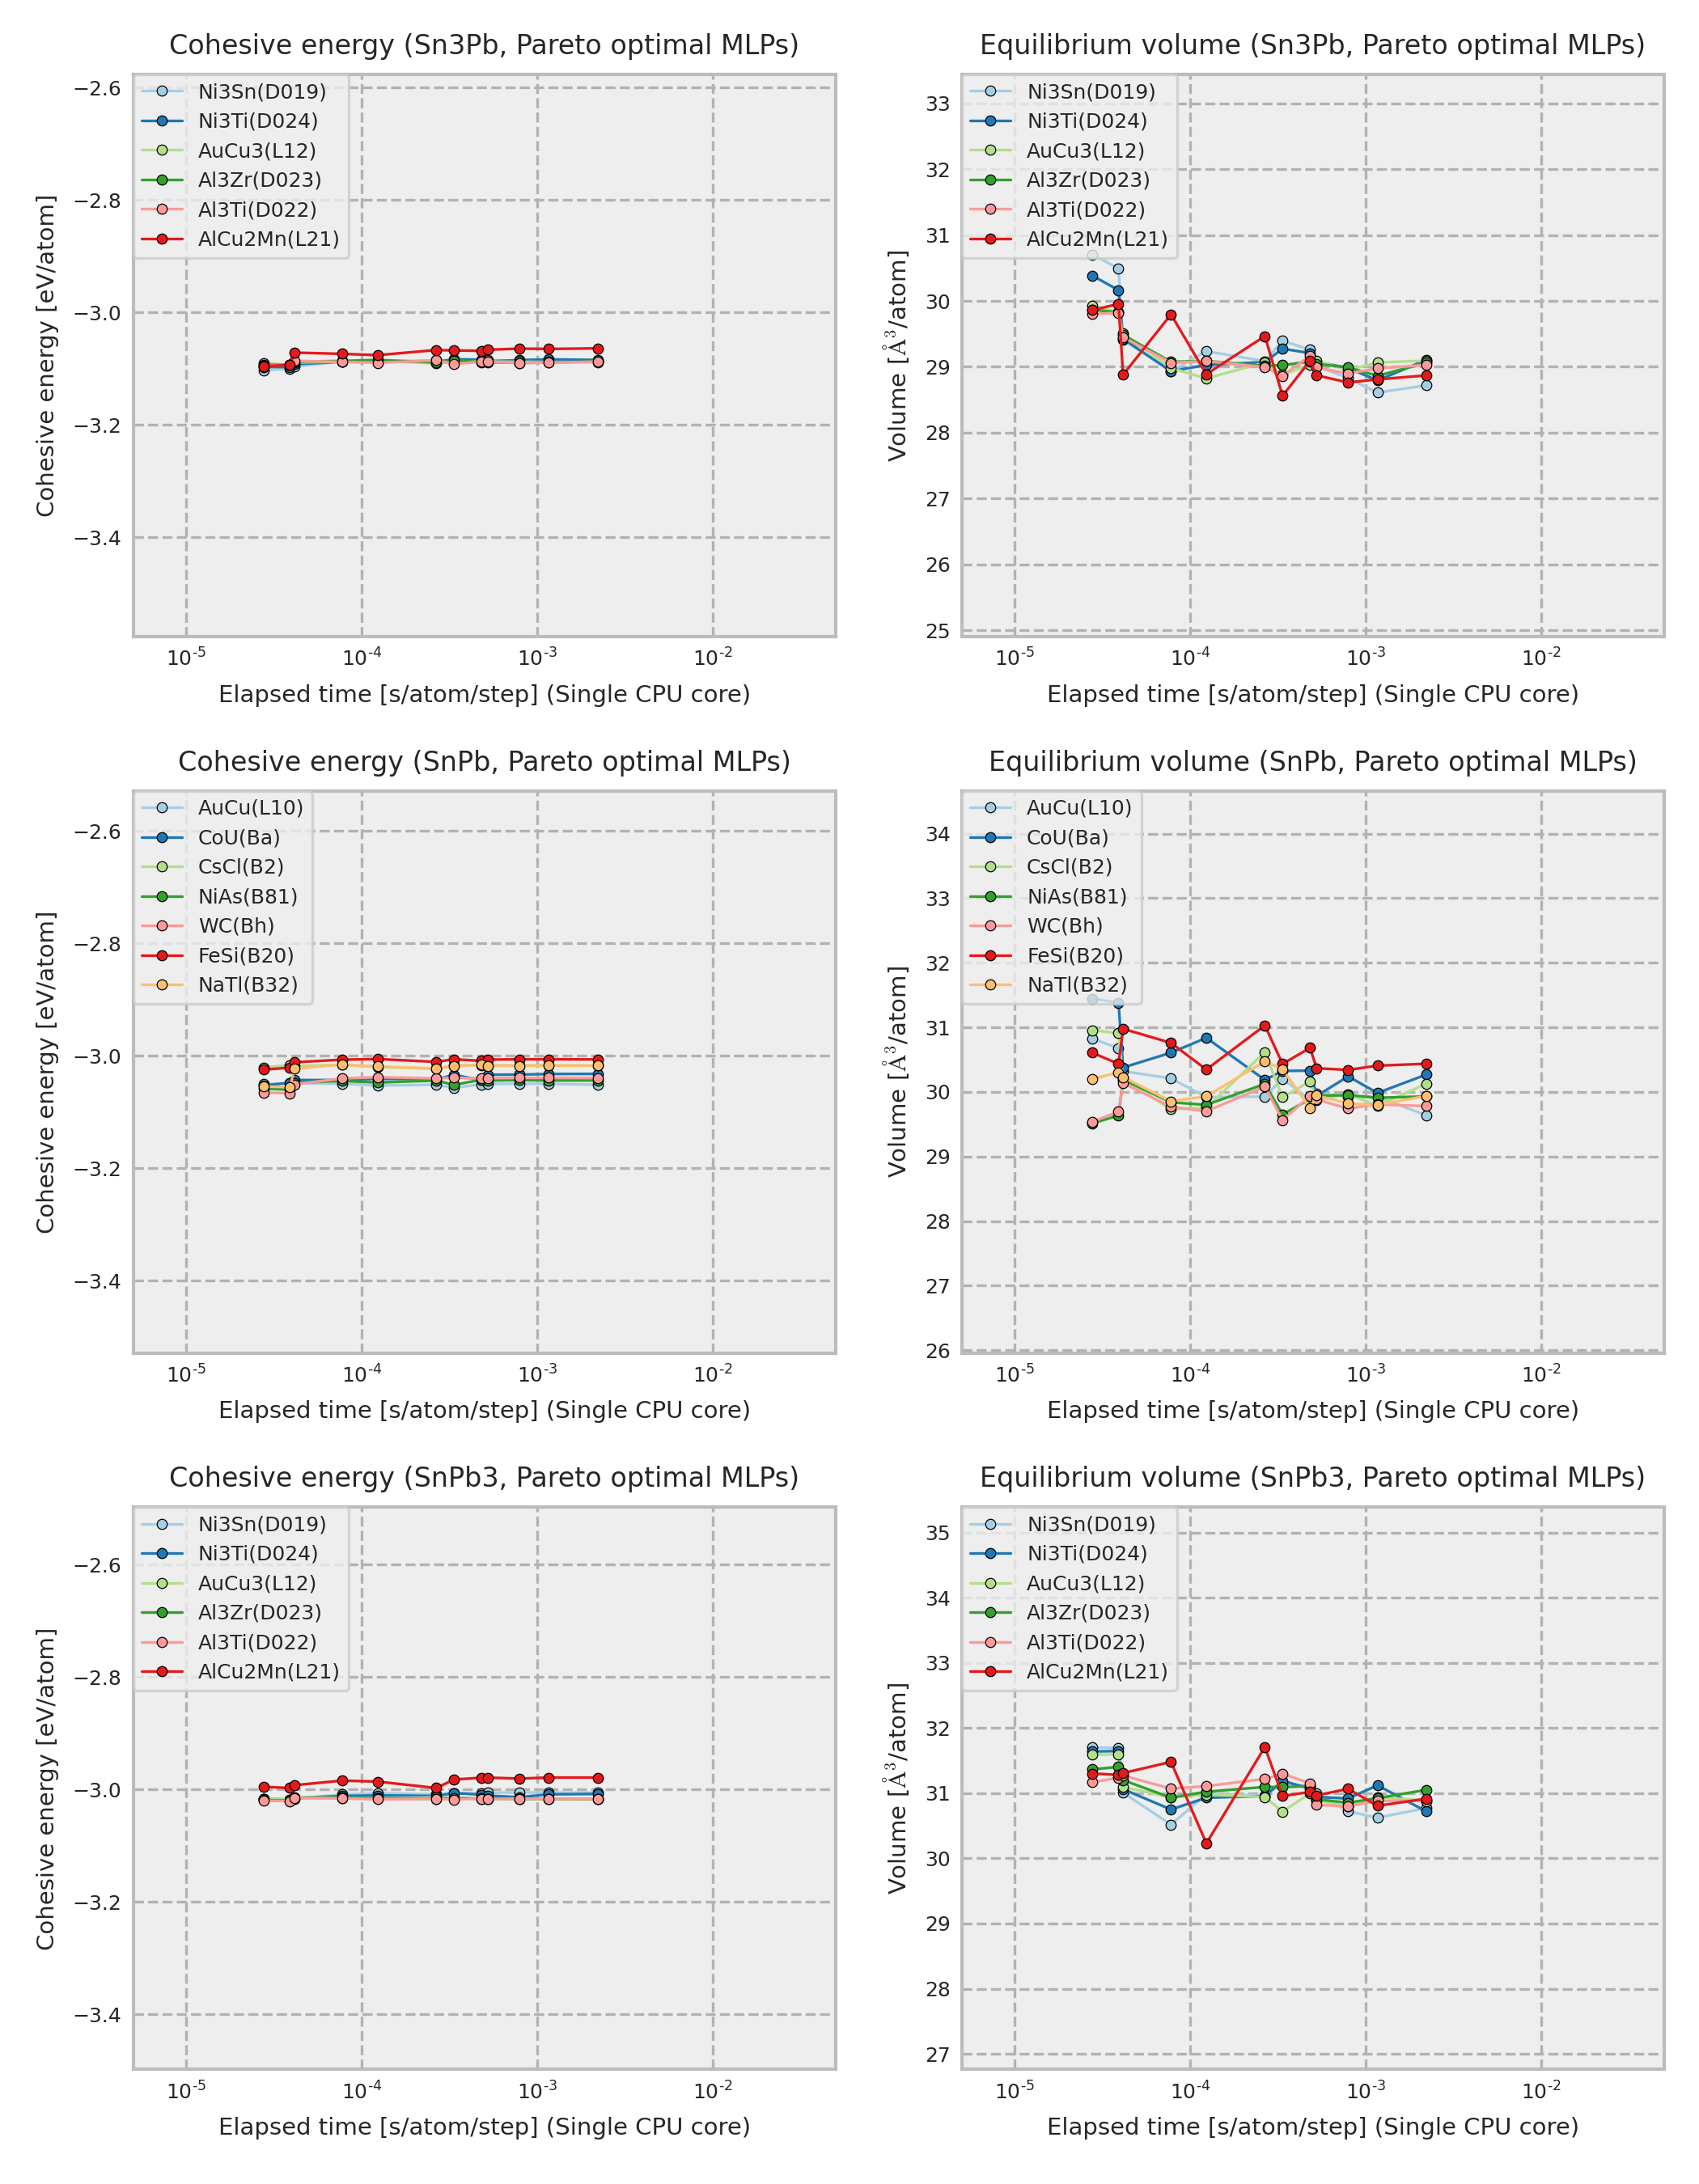 Cohesive energy (Sn3Pb, Pareto optimal MLPs)
Cohesive energy [eV/atom]
−2.6
−2.8
−3.0
−3.2
−3.4
Ni3Sn(D019)
Ni3Ti(D024)
AuCu3(L12)
Al3Zr(D023)
Al3Ti(D022)
AlCu2Mn(L21)
10-5 10-4 10-3 10-2
Elapsed time [s/atom/step] (Single CPU core)
Equilibrium volume (Sn3Pb, Pareto optimal MLPs)
Volume [Å3/atom]
33
32
31
30
29
28
27
26
25
Ni3Sn(D019)
Ni3Ti(D024)
AuCu3(L12)
Al3Zr(D023)
Al3Ti(D022)
AlCu2Mn(L21)
10-5 10-4 10-3 10-2
Elapsed time [s/atom/step] (Single CPU core)
Cohesive energy (SnPb, Pareto optimal MLPs)
Cohesive energy [eV/atom]
−2.6
−2.8
−3.0
−3.2
−3.4
AuCu(L10)
CoU(Ba)
CsCl(B2)
NiAs(B81)
WC(Bh)
FeSi(B20)
NaTl(B32)
10-5 10-4 10-3 10-2
Elapsed time [s/atom/step] (Single CPU core)
Equilibrium volume (SnPb, Pareto optimal MLPs)
Volume [Å3/atom]
34
33
32
31
30
29
28
27
26
AuCu(L10)
CoU(Ba)
CsCl(B2)
NiAs(B81)
WC(Bh)
FeSi(B20)
NaTl(B32)
10-5 10-4 10-3 10-2
Elapsed time [s/atom/step] (Single CPU core)
Cohesive energy (SnPb3, Pareto optimal MLPs)
Cohesive energy [eV/atom]
−2.6
−2.8
−3.0
−3.2
−3.4
Ni3Sn(D019)
Ni3Ti(D024)
AuCu3(L12)
Al3Zr(D023)
Al3Ti(D022)
AlCu2Mn(L21)
10-5 10-4 10-3 10-2
Elapsed time [s/atom/step] (Single CPU core)
Equilibrium volume (SnPb3, Pareto optimal MLPs)
Volume [Å3/atom]
35
34
33
32
31
30
29
28
27
Ni3Sn(D019)
Ni3Ti(D024)
AuCu3(L12)
Al3Zr(D023)
Al3Ti(D022)
AlCu2Mn(L21)
10-5 10-4 10-3 10-2
Elapsed time [s/atom/step] (Single CPU core)